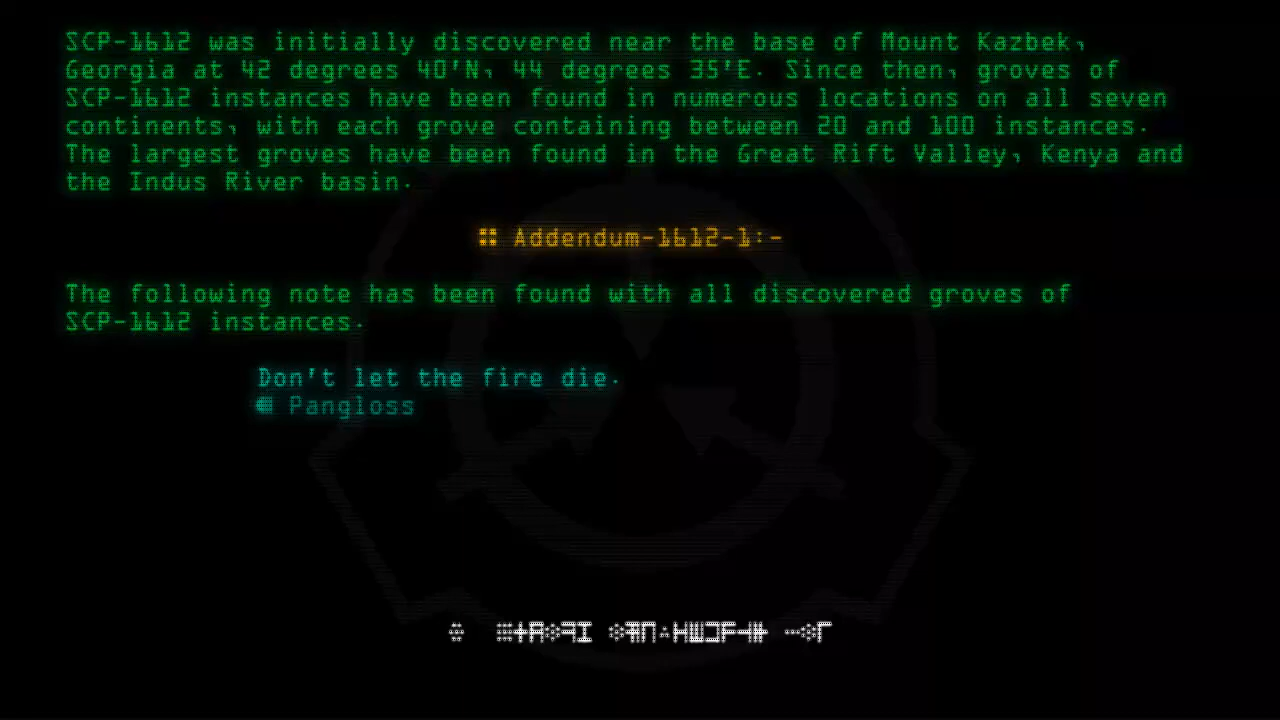 SCP-1612 was initially discovered near the base of Mount Kazbek,
Georgia at 42 degrees 40'N, 44 degrees 35'E. Since then, groves of
SCP-1612 instances have been found in numerous locations on all seven
continents, with each grove containing between 20 and 100 instances.
The largest groves have been found in the Great Rift Valley, Kenya and
the Indus River basin.
Addendum-1612-1:-
The following note has been found with all discovered groves of
SCP-1612 instances.
Don't let the fire die.
Pangloss